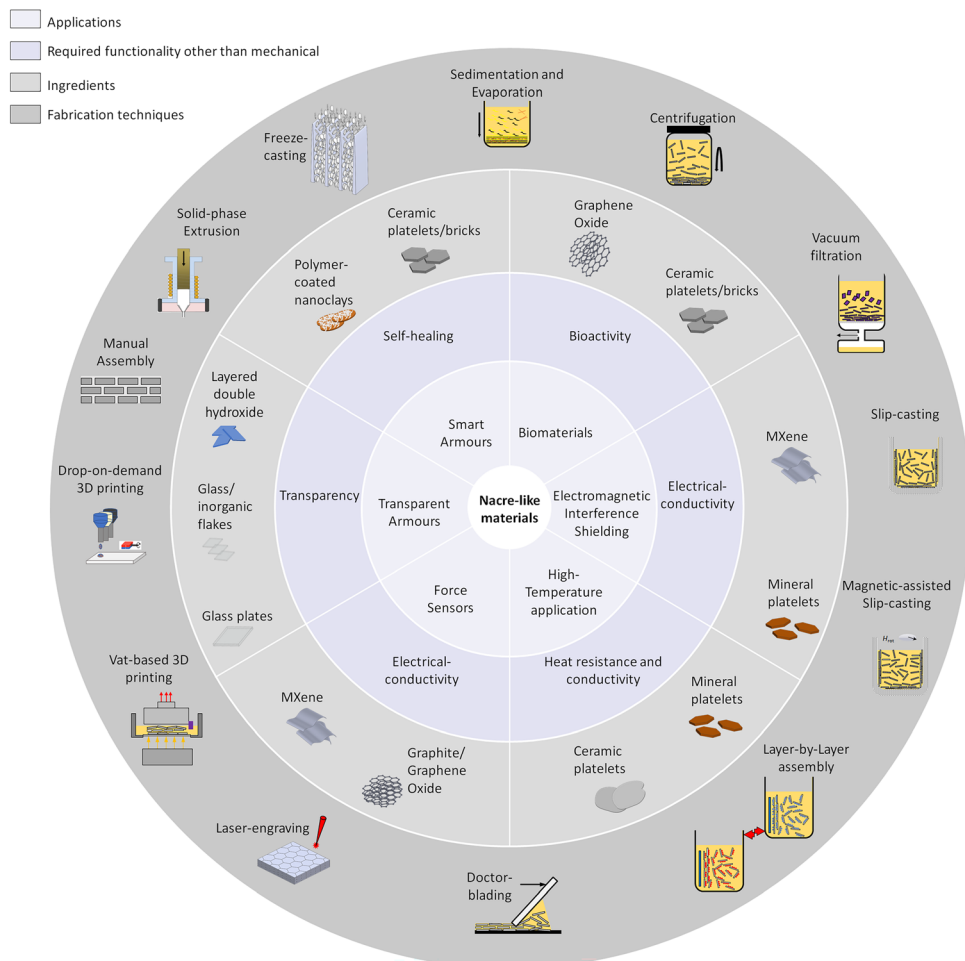 Applications
Required functionality other than mechanical
Ingredients
Fabrication techniques
Sedimentation and
Evaporation
Centrifugation
Freeze-
casting
Solid-phase
Extrusion
Vacuum
filtration
Manual
Assembly
Slip-casting
Drop-on-demand
3D printing
Magnetic-assisted
Slip-casting
H_rot
Vat-based 3D
printing
Layer-by-Layer
assembly
Laser-engraving
Doctor-
blading
Ceramic
platelets/bricks
Polymer-
coated
nanoclays
Graphene
Oxide
Ceramic
platelets/bricks
Layered
double
hydroxide
Glass/
inorganic
flakes
Glass plates
MXene
Mineral
platelets
MXene
Graphite/
Graphene
Oxide
Mineral
platelets
Ceramic
platelets
Self-healing
Bioactivity
Transparency
Electrical-
conductivity
Electrical-
conductivity
Heat resistance and
conductivity
Smart
Armours
Biomaterials
Transparent
Armours
Nacre-like
materials
Electromagnetic
Interference
Shielding
Force
Sensors
High-
Temperature
application